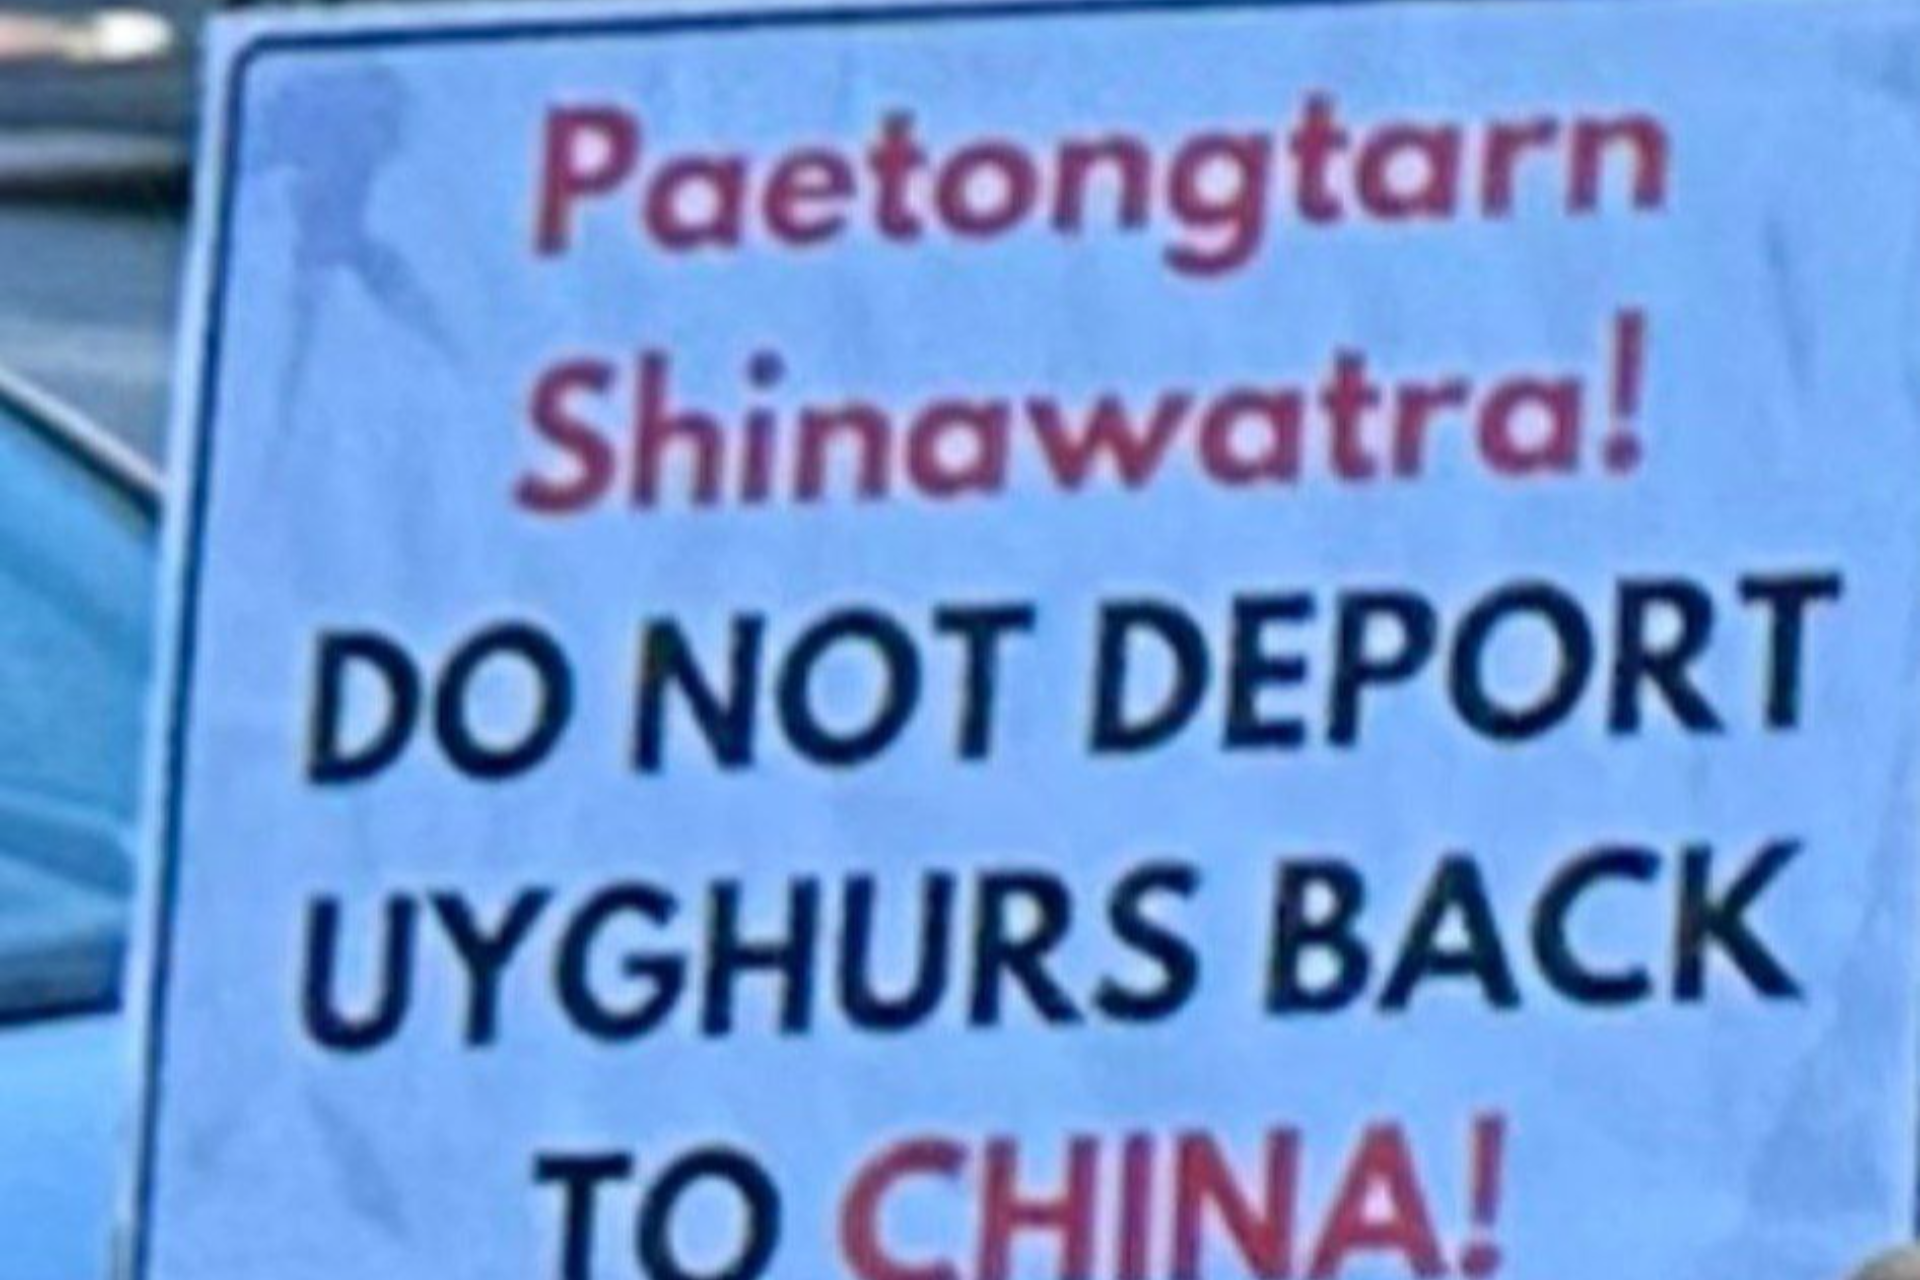 Paetongtarn
Shinawatra!
DO NOT DEPORT
UYGHURS BACK
TO CHINA!